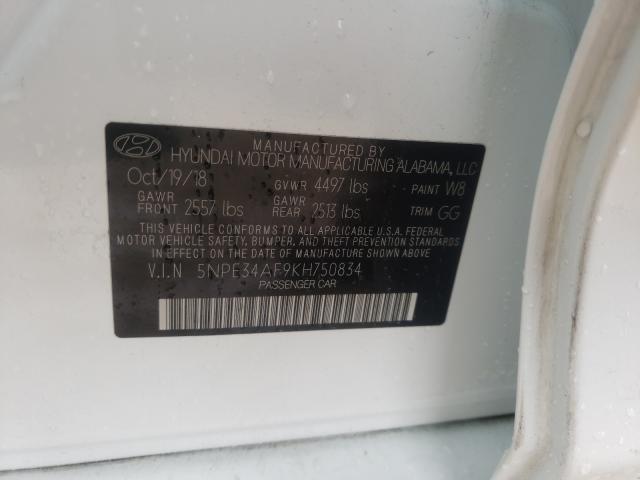 MANUFACTURED BY
HYUNDAI MOTOR MANUFACTURING ALABAMA, LLC
Oct/19/18 GVWR 4497 lbs PAINT W8
GAWR FRONT 2557 lbs GAWR REAR 2513 lbs TRIM GG
THIS VEHICLE CONFORMS TO ALL APPLICABLE U.S.A FEDERAL
MOTOR VEHICLE SAFETY, BUMPER, AND THEFT PREVENTION STANDARDS
IN EFFECT ON THE DATE OF MANUFACTURE SHOWN ABOVE
V.I.N 5NPE34AF9KH750834
PASSENGER CAR